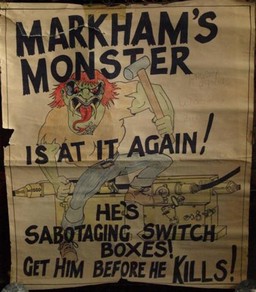 MARKHAM'S
MONSTER
IS AT IT AGAIN!
HE'S
SABOTAGING SWITCH
BOXES!
GET HIM BEFORE HE KILLS!